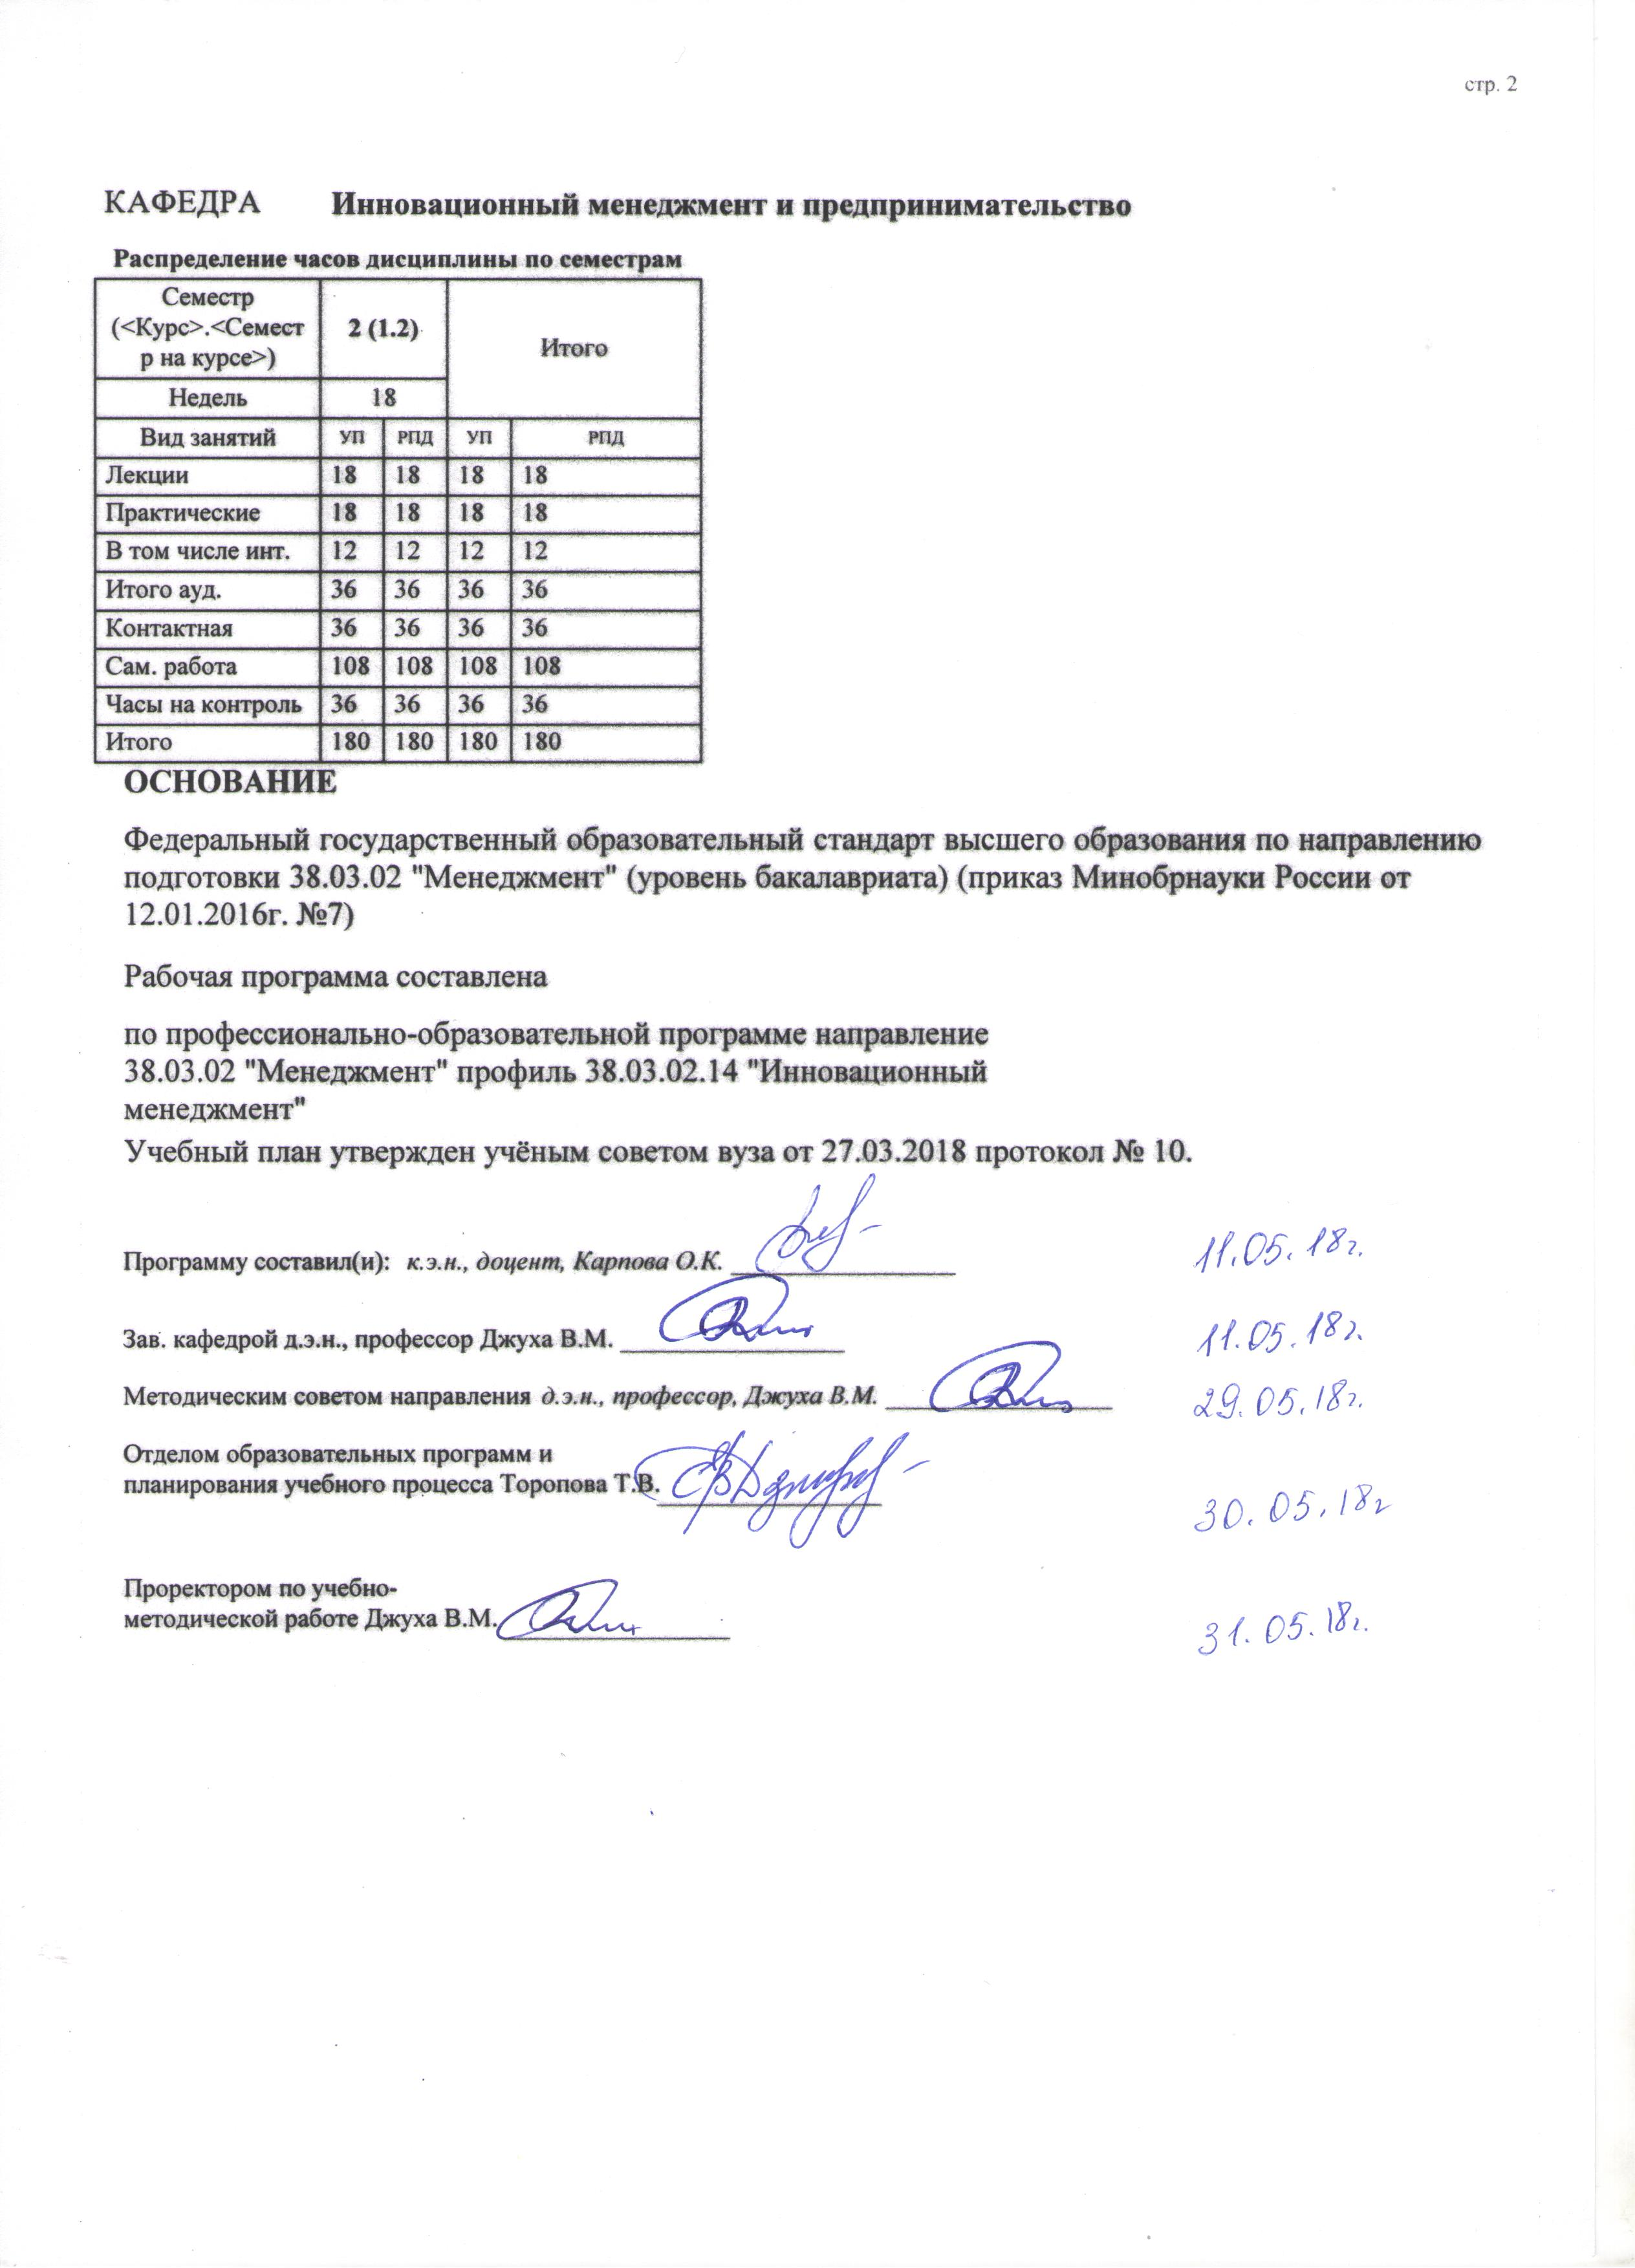 стр. 2
КАФЕДРА Инновационный менеджмент и предпринимательство
Распределение часов дисциплины по семестрам
Семестр
(<Курс>.<Семест
р на курсе>)
2 (1.2)
Итого
Недель 18
Вид занятий УП РПД УП РПД
Лекции 18 18 18 18
Практические 18 18 18 18
В том числе инт. 12 12 12 12
Итого ауд. 36 36 36 36
Контактная 36 36 36 36
Сам. работа 108 108 108 108
Часы на контроль 36 36 36 36
Итого 180 180 180 180
ОСНОВАНИЕ
Федеральный государственный образовательный стандарт высшего образования по направлению
подготовки 38.03.02 "Менеджмент" (уровень бакалавриата) (приказ Минобрнауки России от
12.01.2016г. №7)
Рабочая программа составлена
по профессионально-образовательной программе направление
38.03.02 "Менеджмент" профиль 38.03.02.14 "Инновационный
менеджмент"
Учебный план утвержден учёным советом вуза от 27.03.2018 протокол № 10.
Программу составил(и): к.э.н., доцент, Карпова О.К. 11.05.18г.
Зав. кафедрой д.э.н., профессор Джуха В.М. 11.05.18г.
Методическим советом направления д.э.н., профессор, Джуха В.М. 29.05.18г.
Отделом образовательных программ и
планирования учебного процесса Торопова Т.В. 30.05.18г
Проректором по учебно-
методической работе Джуха В.М. 31.05.18г.